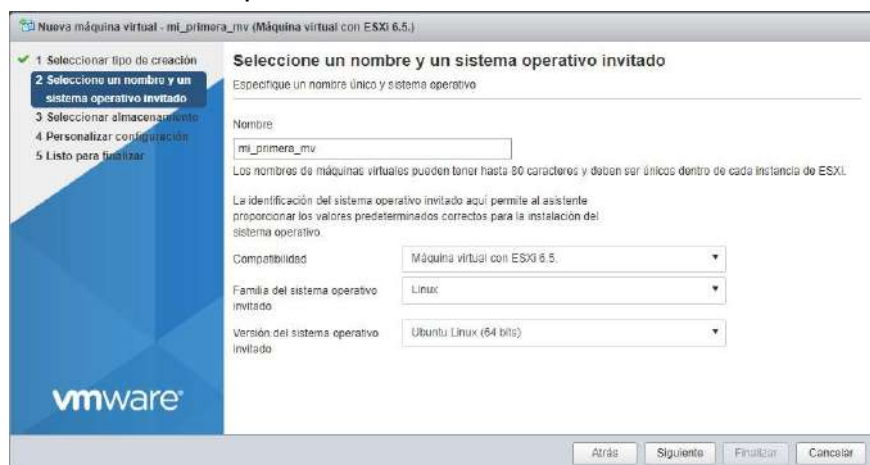 Nueva máquina virtual - mi_primera_mv (Máquina virtual con ESXi 6.5.)
1 Seleccionar tipo de creación
2 Seleccione un nombre y un
sistema operativo invitado
3 Seleccionar almacenamiento
4 Personalizar configuración
5 Listo para finalizar
vmware®
Seleccione un nombre y un sistema operativo invitado
Especifique un nombre único y sistema operativo
Nombre
mi_primera_mv
Los nombres de máquinas virtuales pueden tener hasta 80 caracteres y deben ser únicos dentro de cada instancia de ESXi.
La identificación del sistema operativo invitado aquí permite al asistente
proporcionar los valores predeterminados correctos para la instalación del
sistema operativo.
Compatibilidad
Máquina virtual con ESXi 6.5.
Familia del sistema operativo
invitado
Linux
Versión del sistema operativo
invitado
Ubuntu Linux (64 bits)
Atrás
Siguiente
Finalizar
Cancelar